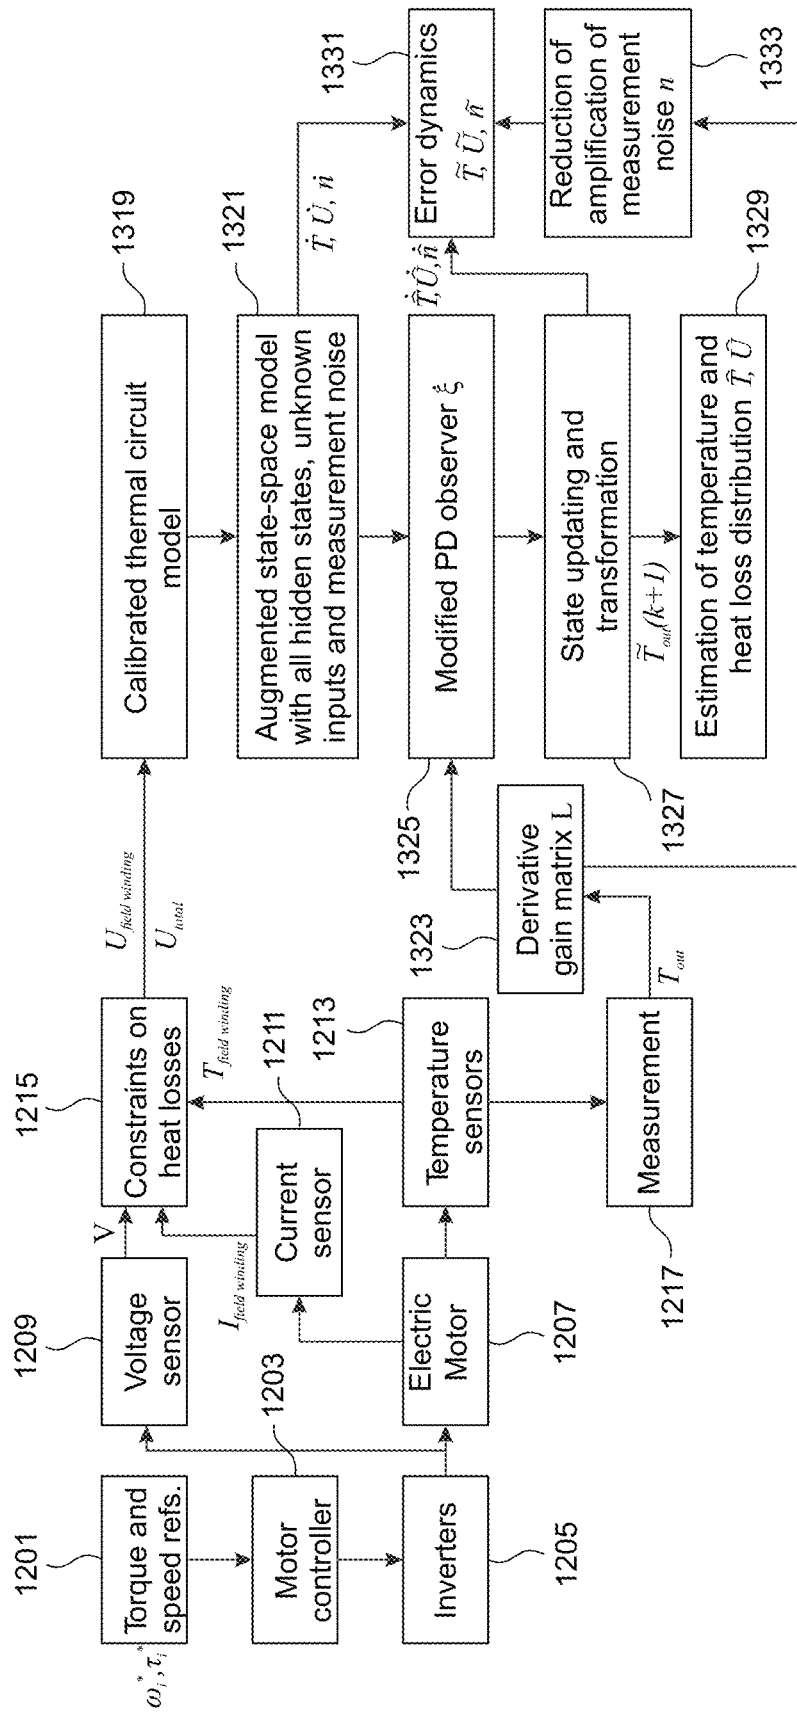 1201
Torque and
speed refs.
ω_i*, τ_i*
1203
Motor
controller
1205
Inverters
1209
Voltage
sensor
V
1207
Electric
Motor
I_field winding
1211
Current
sensor
1215
Constraints on
heat losses
T_field winding
1213
Temperature
sensors
1217
Measurement
T_out
U_field winding
U_total
1323
Derivative
gain matrix L
1319
Calibrated thermal circuit
model
1321
Augmented state-space model
with all hidden states, unknown
inputs and measurement noise
Ṫ, U̇, ṅ
1325
Modified PD observer ξ̇
1327
State updating and
transformation
T̃_out(k+1)
1329
Estimation of temperature and
heat loss distribution T̂, Û
T̂̇, Û̇, n̂̇
1331
Error dynamics
T̃, Ũ, ñ
1333
Reduction of
amplification of
measurement
noise n